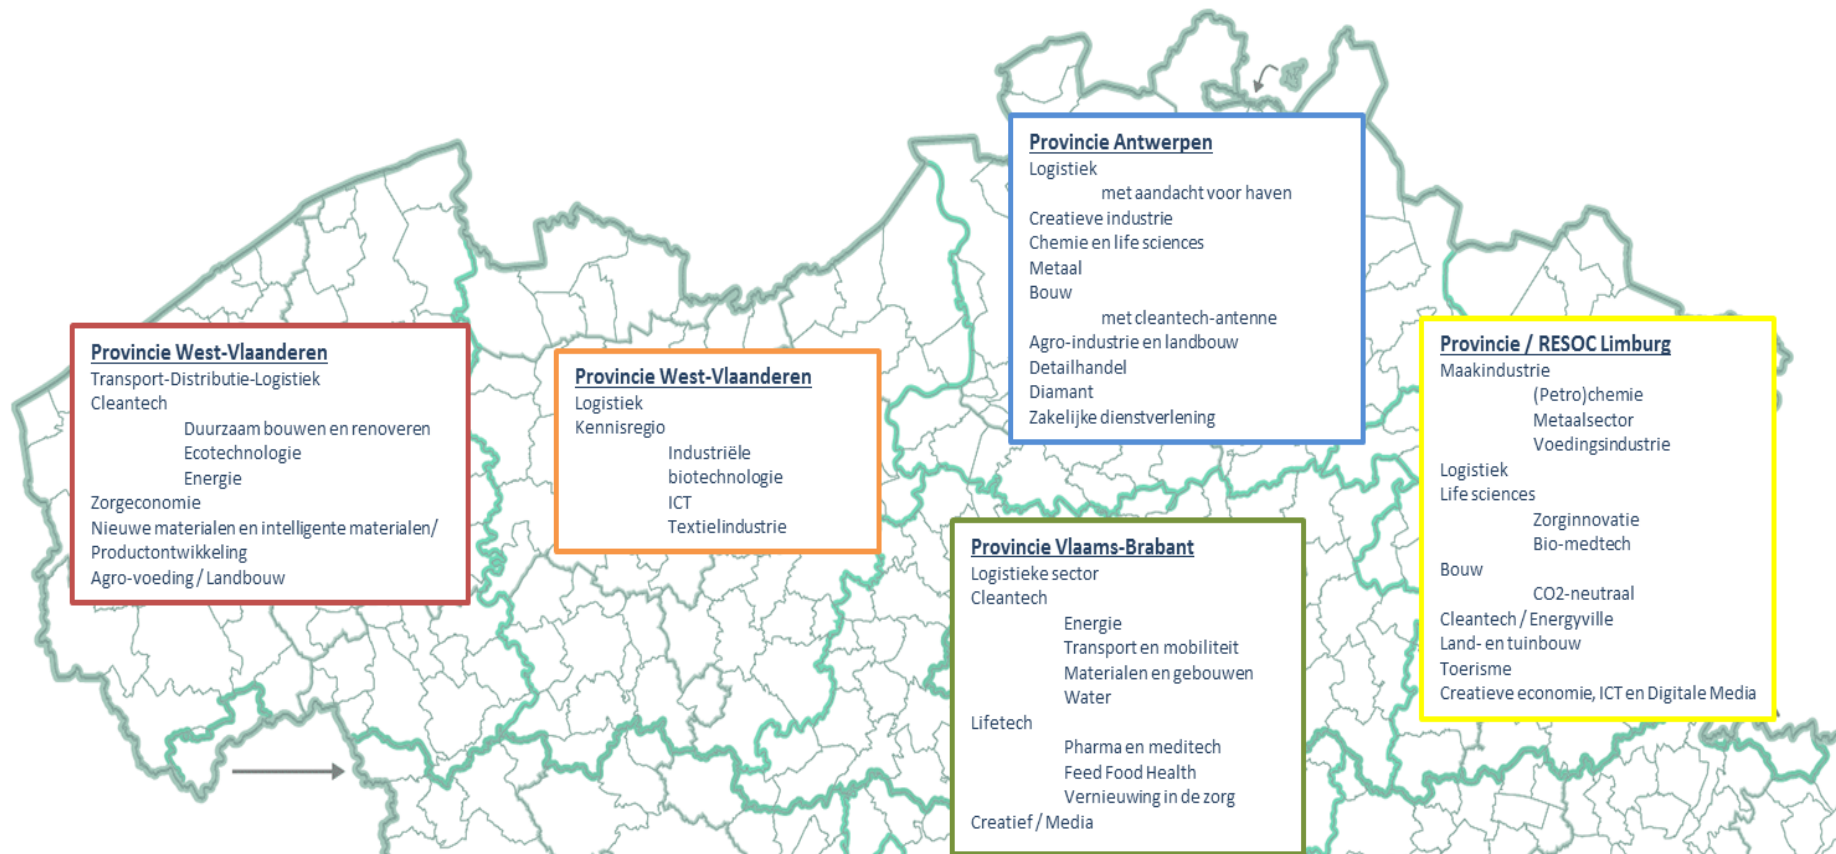 Provincie West-Vlaanderen
Transport-Distributie-Logistiek
Cleantech
Duurzaam bouwen en renoveren
Ecotechnologie
Energie
Zorgeconomie
Nieuwe materialen en intelligente materialen/
Productontwikkeling
Agro-voeding / Landbouw
Provincie West-Vlaanderen
Logistiek
Kennisregio
Industriële
biotechnologie
ICT
Textielindustrie
Provincie Antwerpen
Logistiek
met aandacht voor haven
Creatieve industrie
Chemie en life sciences
Metaal
Bouw
met cleantech-antenne
Agro-industrie en landbouw
Detailhandel
Diamant
Zakelijke dienstverlening
Provincie Vlaams-Brabant
Logistieke sector
Cleantech
Energie
Transport en mobiliteit
Materialen en gebouwen
Water
Lifetech
Pharma en meditech
Feed Food Health
Vernieuwing in de zorg
Creatief / Media
Provincie / RESOC Limburg
Maakindustrie
(Petro)chemie
Metaalsector
Voedingsindustrie
Logistiek
Life sciences
Zorginnovatie
Bio-medtech
Bouw
CO2-neutraal
Cleantech / Energyville
Land- en tuinbouw
Toerisme
Creatieve economie, ICT en Digitale Media